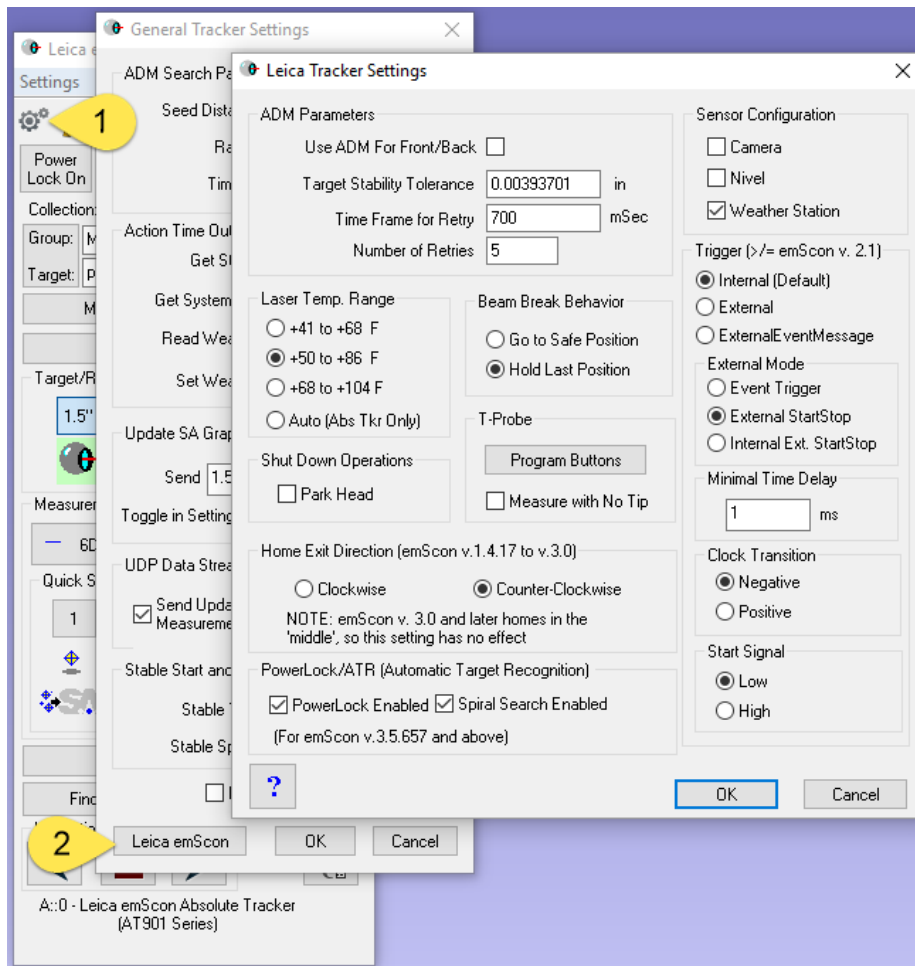 Leica e
Settings
1
Power
Lock On
Collection:
Group: M
Target: P
M
Target/R
1.5"
Measurer
6D
Quick S
1
Find
2
A::0 - Leica emScon Absolute Tracker
(AT901 Series)
General Tracker Settings
ADM Search Pa
Seed Dista
Ra
Tim
Action Time Out
Get St
Get System
Read Wea
Set Wea
Update SA Grap
Send 1.5
Toggle in Setting
UDP Data Strea
Send Upda
Measureme
Stable Start and
Stable T
Stable Sp
Leica emScon OK Cancel
Leica Tracker Settings
ADM Parameters
Use ADM For Front/Back
Target Stability Tolerance 0.00393701 in
Time Frame for Retry 700 mSec
Number of Retries 5
Laser Temp. Range
+41 to +68 F
+50 to +86 F
+68 to +104 F
Auto (Abs Tkr Only)
Beam Break Behavior
Go to Safe Position
Hold Last Position
Shut Down Operations
Park Head
T-Probe
Program Buttons
Measure with No Tip
Home Exit Direction (emScon v.1.4.17 to v.3.0)
Clockwise Counter-Clockwise
NOTE: emScon v. 3.0 and later homes in the
'middle', so this setting has no effect
PowerLock/ATR (Automatic Target Recognition)
PowerLock Enabled Spiral Search Enabled
(For emScon v.3.5.657 and above)
Sensor Configuration
Camera
Nivel
Weather Station
Trigger (>/= emScon v. 2.1)
Internal (Default)
External
ExternalEventMessage
External Mode
Event Trigger
External StartStop
Internal Ext. StartStop
Minimal Time Delay
1 ms
Clock Transition
Negative
Positive
Start Signal
Low
High
?
OK Cancel